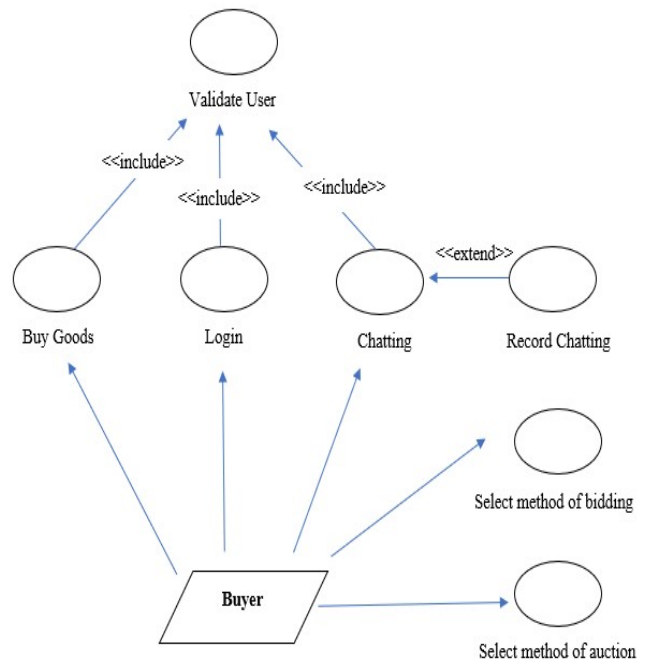 Validate User
<<include>>
<<include>>
<<include>>
<<extend>>
Buy Goods
Login
Chatting
Record Chatting
Select method of bidding
Buyer
Select method of auction